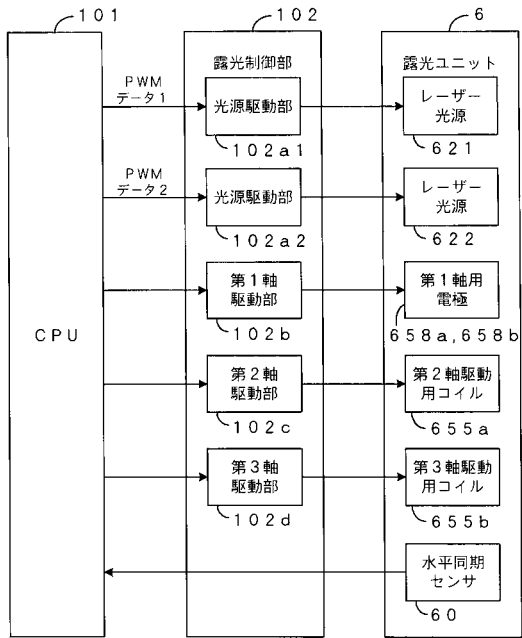 101
102
6
露光制御部
露光ユニット
PWM
データ1
光源駆動部
102a1
レーザー
光源
621
PWM
データ2
光源駆動部
102a2
レーザー
光源
622
CPU
第1軸
駆動部
102b
第1軸用
電極
658a,658b
第2軸
駆動部
102c
第2軸駆動
用コイル
655a
第3軸
駆動部
102d
第3軸駆動
用コイル
655b
水平同期
センサ
60